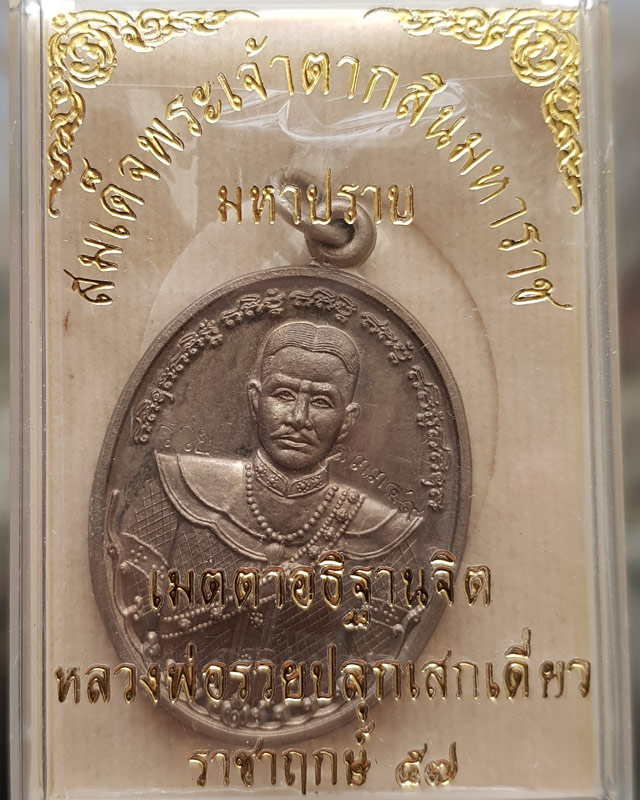 สมเด็จพระเจ้าตากสินมหาราช
มหาปราบ
เมตตาอธิฐานจิต
หลวงพ่อรวยปลุกเสกเดี่ยว
ราชาฤกษ์ ๕๗